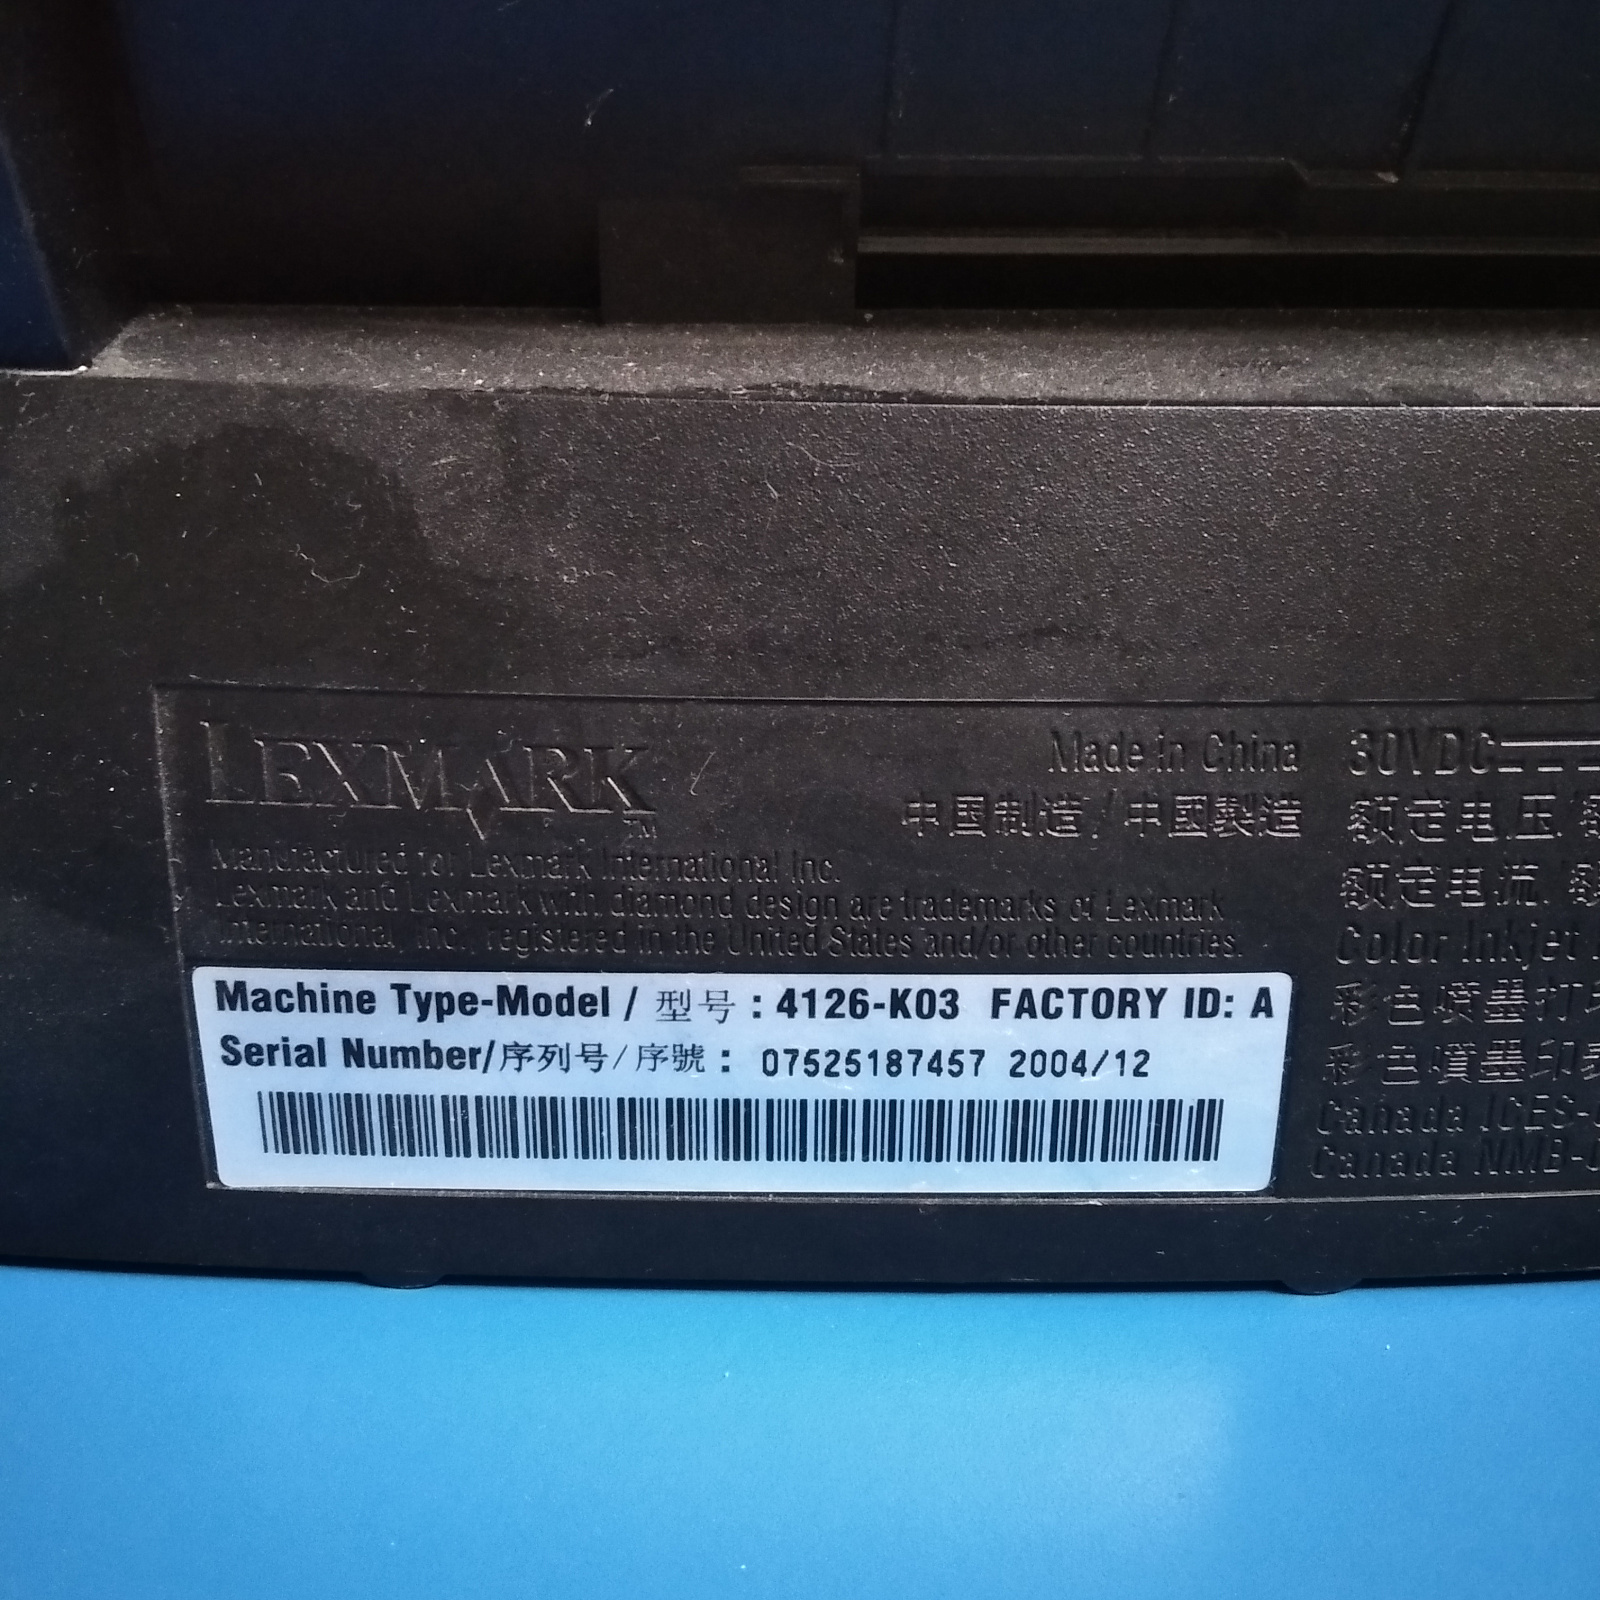 LEXMARK™
Manufactured for Lexmark International Inc.
Lexmark and Lexmark with diamond design are trademarks of Lexmark
International, Inc., registered in the United States and/or other countries.
Made in China
中国制造/中國製造
30VDC
额定电压
额定电流
Color Inkjet
彩色喷墨打印
彩色噴墨印表
Canada ICES-
Canada NMB-
Machine Type-Model / 型号 : 4126-K03 FACTORY ID: A
Serial Number/序列号/序號 : 07525187457 2004/12